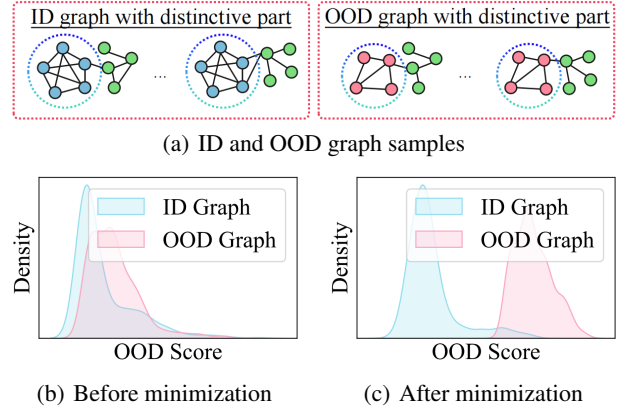 ID graph with distinctive part
OOD graph with distinctive part
...
...
(a) ID and OOD graph samples
Density
ID Graph
OOD Graph
OOD Score
(b) Before minimization
Density
ID Graph
OOD Graph
OOD Score
(c) After minimization